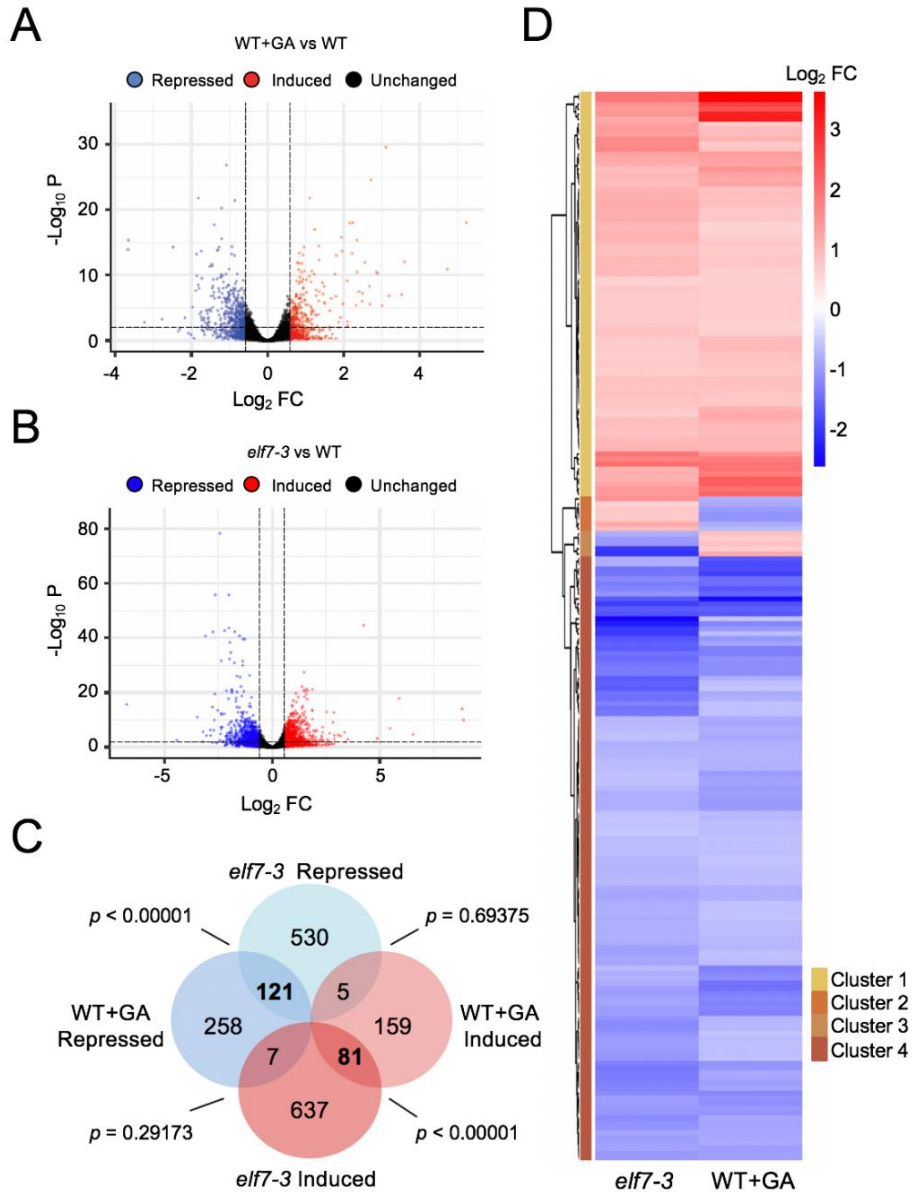 A
WT+GA vs WT
Repressed Induced Unchanged
-Log10 P
30
20
10
0
-4 -2 0 2 4
Log2 FC
B
elf7-3 vs WT
Repressed Induced Unchanged
-Log10 P
80
60
40
20
0
-5 0 5
Log2 FC
C
elf7-3 Repressed
p < 0.00001
p = 0.69375
530
121
5
WT+GA
Repressed
258
159
WT+GA
Induced
7
81
637
p = 0.29173
p < 0.00001
elf7-3 Induced
D
Log2 FC
3
2
1
0
-1
-2
Cluster 1
Cluster 2
Cluster 3
Cluster 4
elf7-3 WT+GA